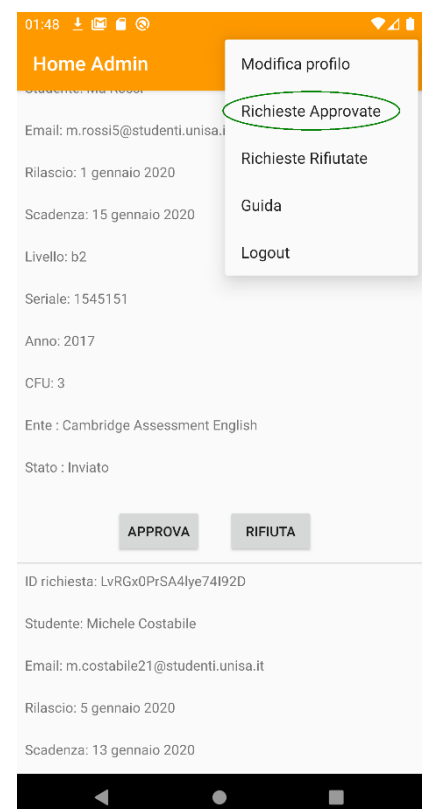 01:48
Home Admin
Modifica profilo
Richieste Approvate
Richieste Rifiutate
Guida
Logout
Email: m.rossi5@studenti.unisa.i
Rilascio: 1 gennaio 2020
Scadenza: 15 gennaio 2020
Livello: b2
Seriale: 1545151
Anno: 2017
CFU: 3
Ente : Cambridge Assessment English
Stato : Inviato
APPROVA RIFIUTA
ID richiesta: LvRGx0PrSA4lye74I92D
Studente: Michele Costabile
Email: m.costabile21@studenti.unisa.it
Rilascio: 5 gennaio 2020
Scadenza: 13 gennaio 2020